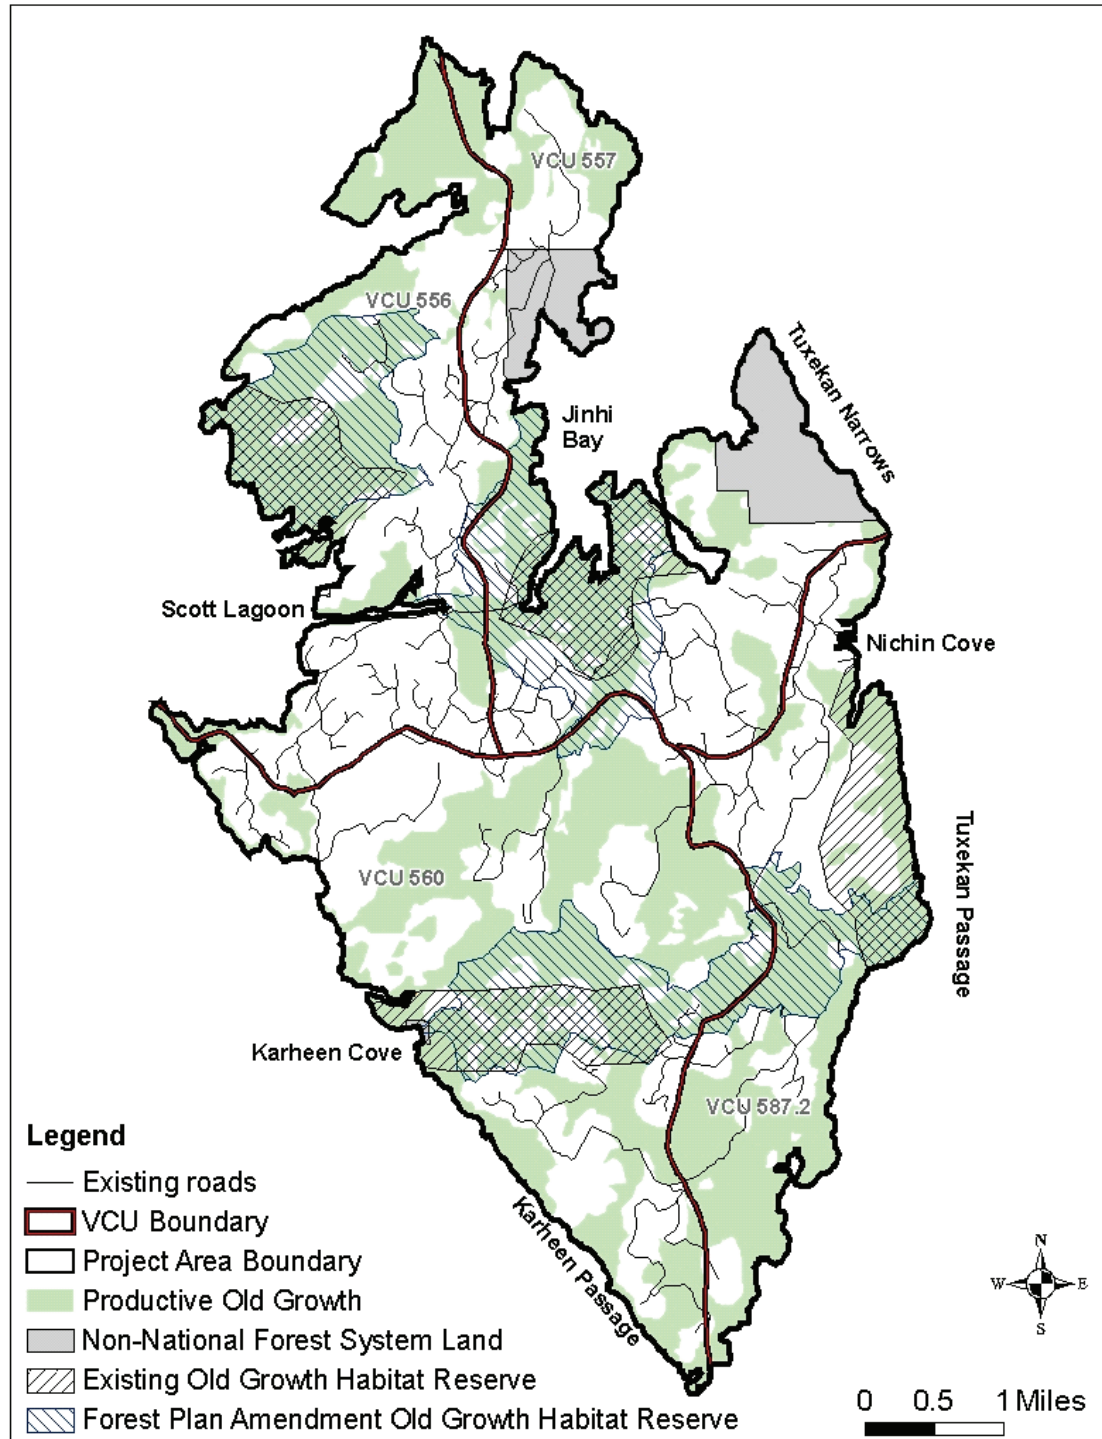 VCU 557
VCU 556
Tuxekan Narrows
Jinhi
Bay
Scott Lagoon
Nichin Cove
Tuxekan Passage
VCU 560
Karheen Cove
VCU 587.2
Karheen Passage
Legend
Existing roads
VCU Boundary
Project Area Boundary
Productive Old Growth
Non-National Forest System Land
Existing Old Growth Habitat Reserve
Forest Plan Amendment Old Growth Habitat Reserve
N
W E
S
0 0.5 1 Miles